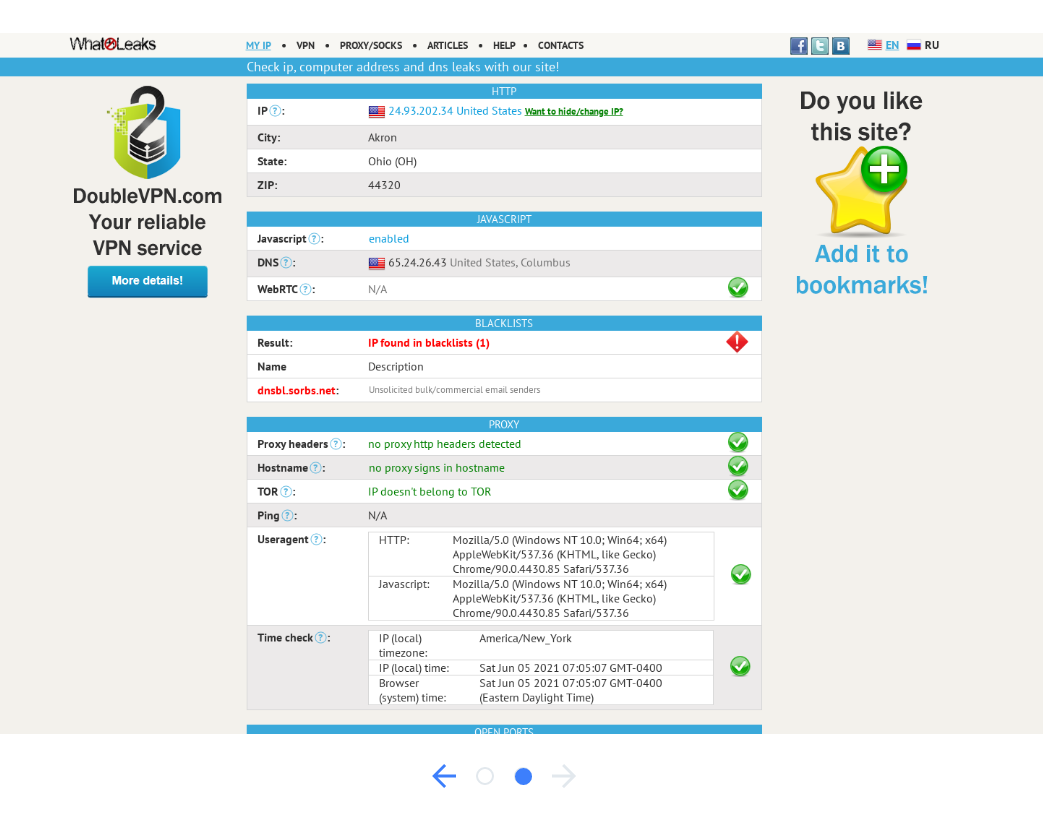 What Leaks
MY IP • VPN • PROXY/SOCKS • ARTICLES • HELP • CONTACTS
EN RU
Check ip, computer address and dns leaks with our site!
DoubleVPN.com
Your reliable
VPN service
More details!
HTTP
IP ?: 24.93.202.34 United States Want to hide/change IP?
City: Akron
State: Ohio (OH)
ZIP: 44320
JAVASCRIPT
Javascript ?: enabled
DNS ?: 65.24.26.43 United States, Columbus
WebRTC ?: N/A
BLACKLISTS
Result: IP found in blacklists (1)
Name Description
dnsbl.sorbs.net: Unsolicited bulk/commercial email senders
PROXY
Proxy headers ?: no proxy http headers detected
Hostname ?: no proxy signs in hostname
TOR ?: IP doesn't belong to TOR
Ping ?: N/A
Useragent ?: HTTP: Mozilla/5.0 (Windows NT 10.0; Win64; x64)
AppleWebKit/537.36 (KHTML, like Gecko)
Chrome/90.0.4430.85 Safari/537.36
Javascript: Mozilla/5.0 (Windows NT 10.0; Win64; x64)
AppleWebKit/537.36 (KHTML, like Gecko)
Chrome/90.0.4430.85 Safari/537.36
Time check ?: IP (local) America/New_York
timezone:
IP (local) time: Sat Jun 05 2021 07:05:07 GMT-0400
Browser Sat Jun 05 2021 07:05:07 GMT-0400
(system) time: (Eastern Daylight Time)
OPEN PORTS
Do you like
this site?
Add it to
bookmarks!